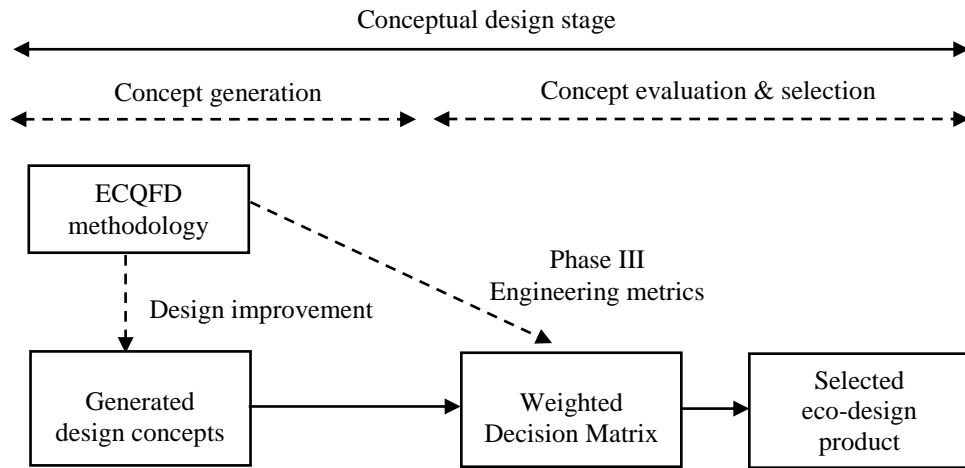 Conceptual design stage
Concept generation
Concept evaluation & selection
ECQFD
methodology
Phase III
Engineering metrics
Design improvement
Generated
design concepts
Weighted
Decision Matrix
Selected
eco-design
product